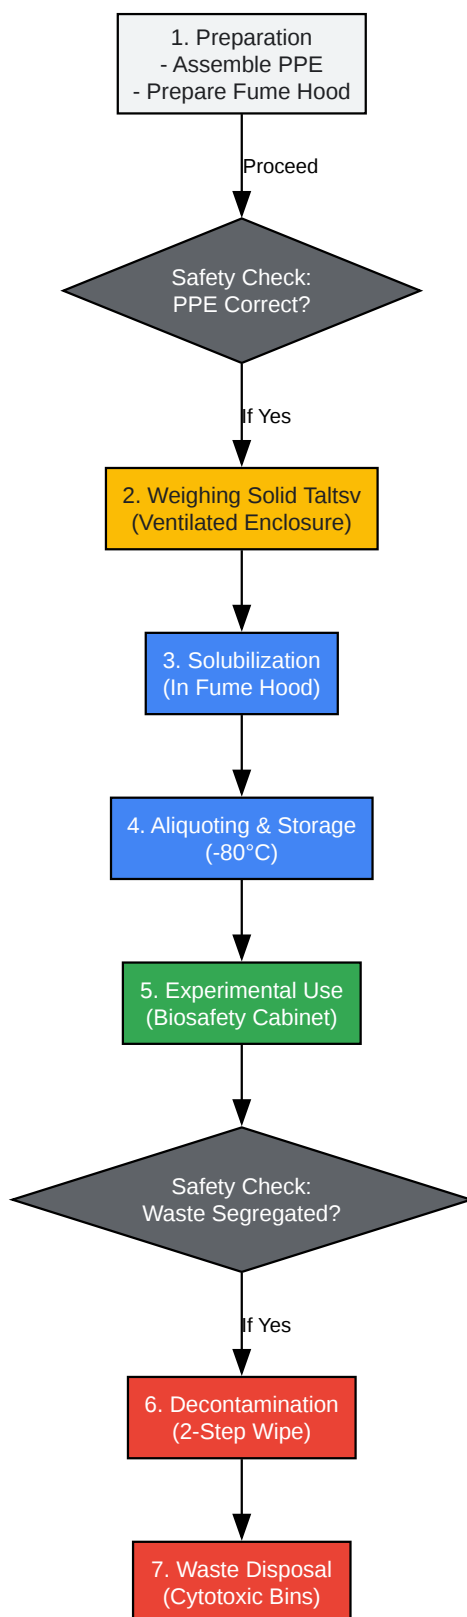 1. Preparation
- Assemble PPE
- Prepare Fume Hood
Proceed
Safety Check:
PPE Correct?
If Yes
2. Weighing Solid Taltsv
(Ventilated Enclosure)
3. Solubilization
(In Fume Hood)
4. Aliquoting & Storage
(-80°C)
5. Experimental Use
(Biosafety Cabinet)
Safety Check:
Waste Segregated?
If Yes
6. Decontamination
(2-Step Wipe)
7. Waste Disposal
(Cytotoxic Bins)